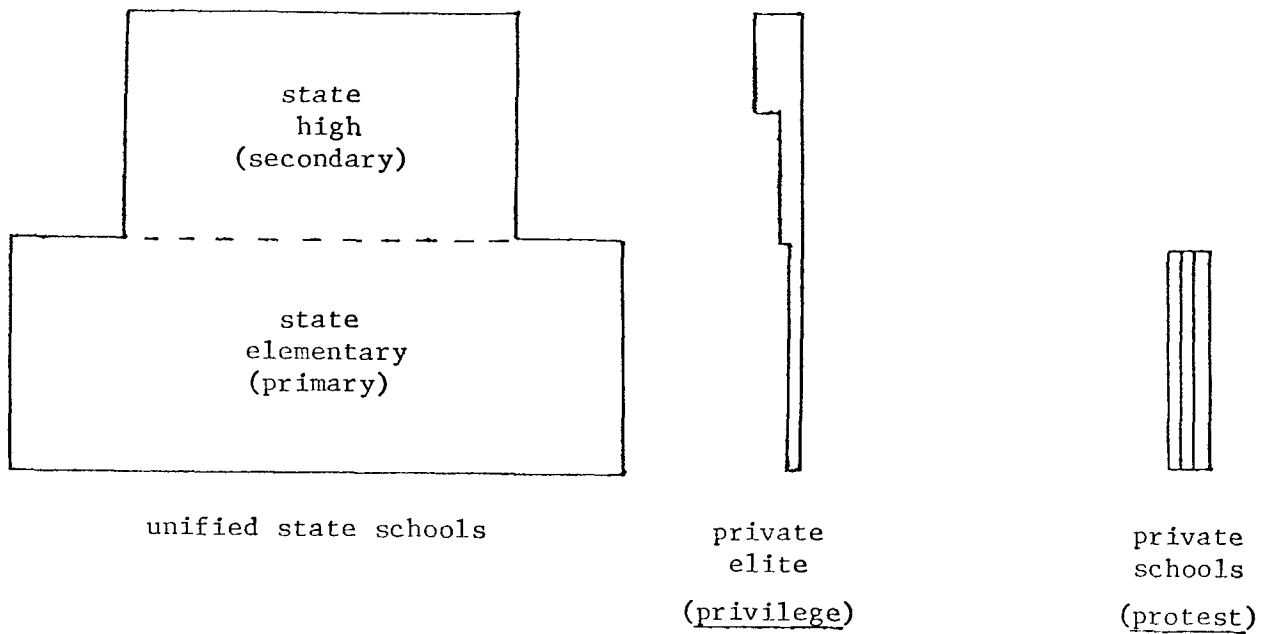 state
high
(secondary)
state
elementary
(primary)
unified state schools
private
elite
(privilege)
private
schools
(protest)